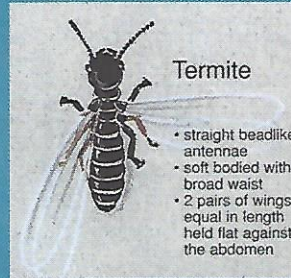 Termite
• straight beadlike
antennae
• soft bodied with
broad waist
• 2 pairs of wings
equal in length
held flat against
the abdomen